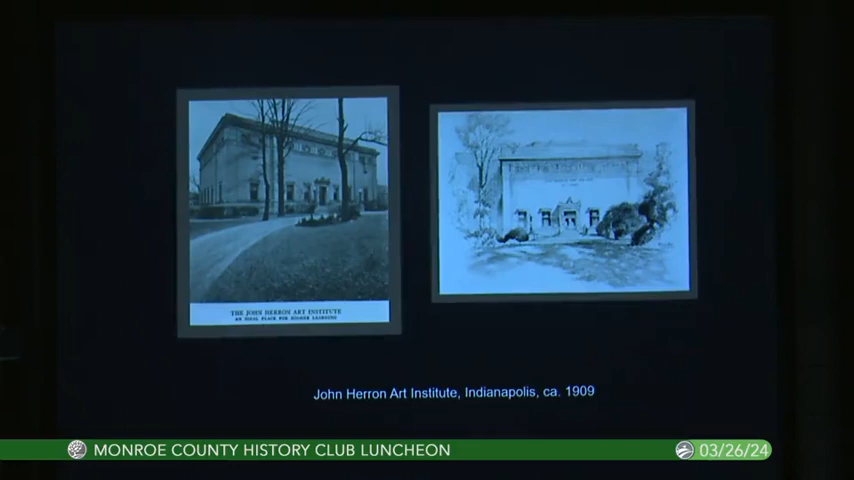 THE JOHN HERRON ART INSTITUTE
AN IDEAL PLACE FOR HIGHER LEARNING
John Herron Art Institute, Indianapolis, ca. 1909
MONROE COUNTY HISTORY CLUB LUNCHEON
03/26/24